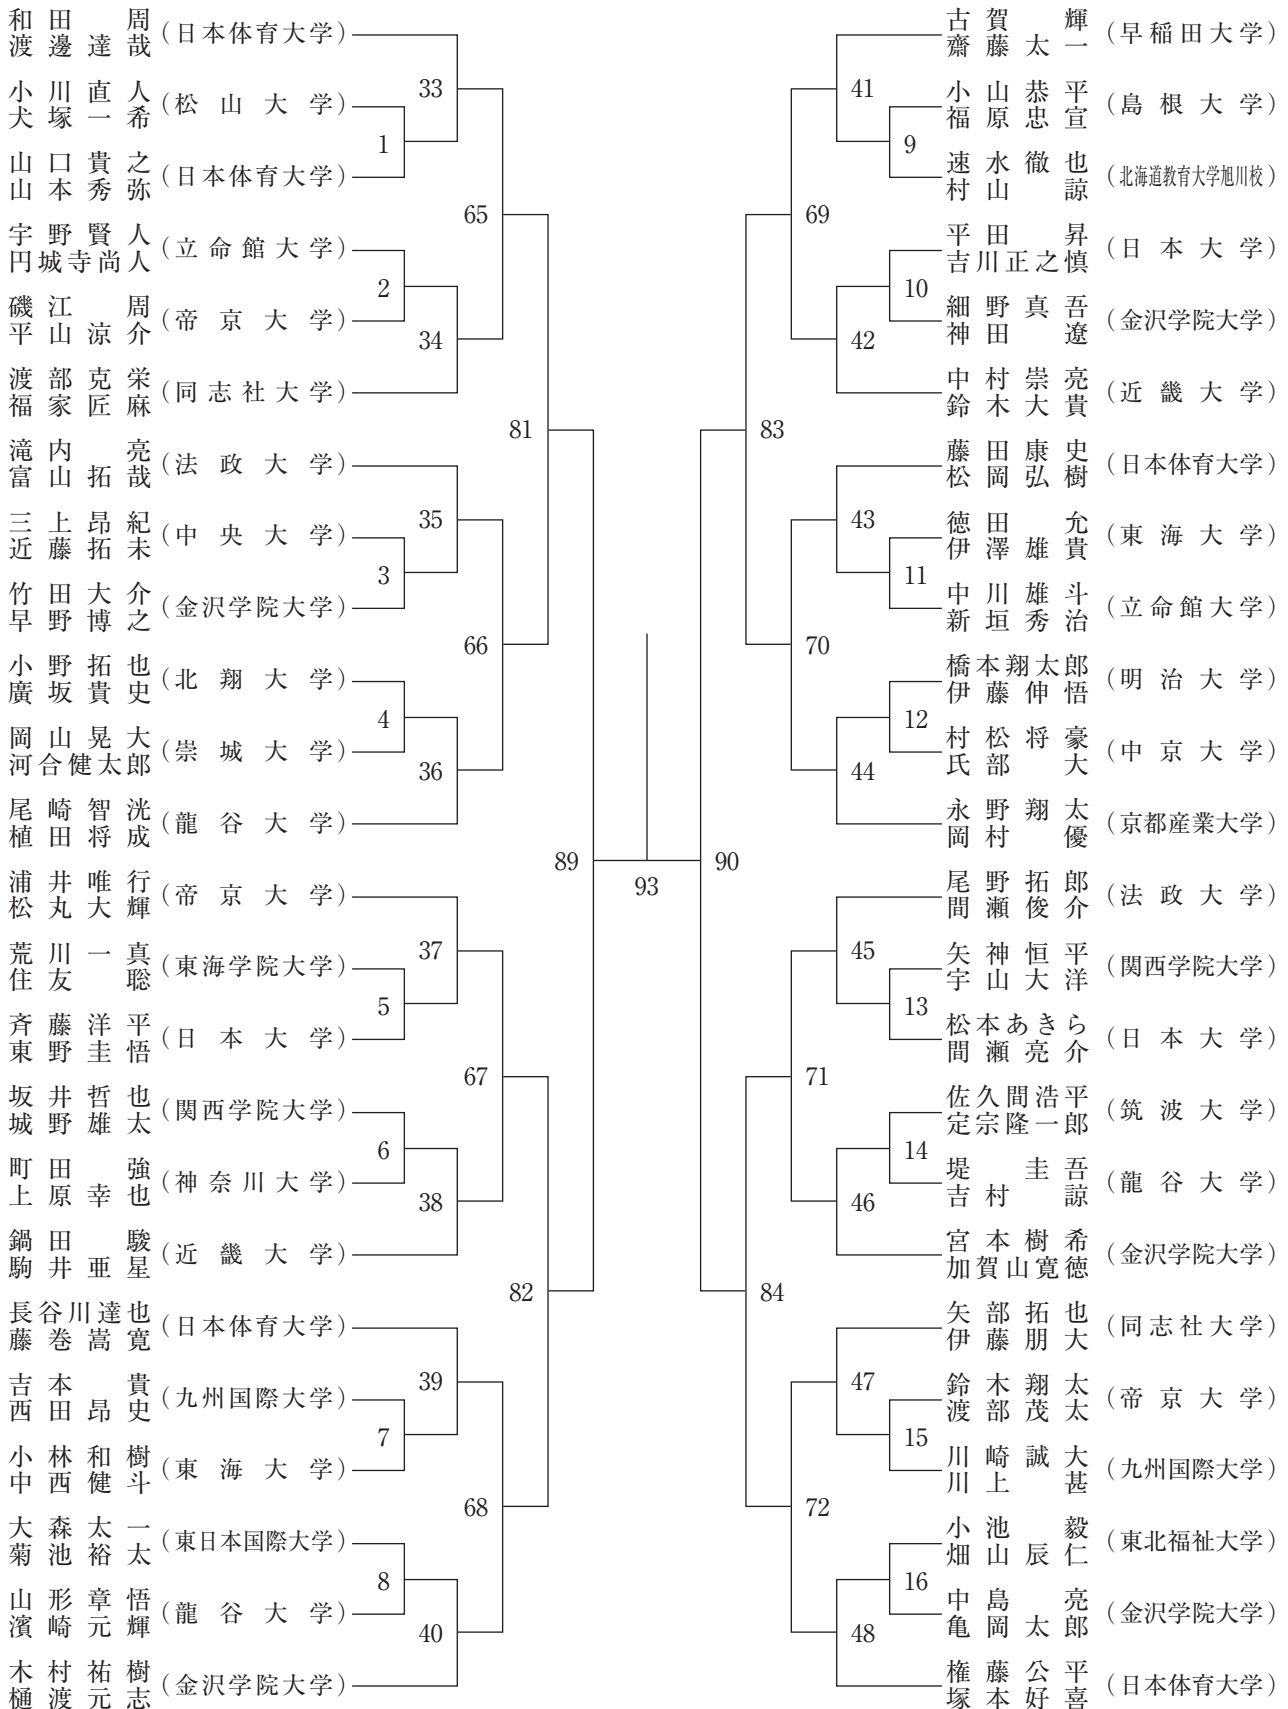 和田周
渡邊達哉
(日本体育大学)
小川直人
犬塚一希
(松山大学)
山口貴之
山本秀弥
(日本体育大学)
宇野賢人
円城寺尚人
(立命館大学)
磯江周
平山涼介
(帝京大学)
渡部克栄
福家匠麻
(同志社大学)
滝内亮
富山拓哉
(法政大学)
三上昂紀
近藤拓未
(中央大学)
竹田大介
早野博之
(金沢学院大学)
小野拓也
廣坂貴史
(北翔大学)
岡山晃大
河合健太郎
(崇城大学)
尾崎智洸
植田将成
(龍谷大学)
浦井唯行
松丸大輝
(帝京大学)
荒川一真
住友聡
(東海学院大学)
斉藤洋平
東野圭悟
(日本大学)
坂井哲也
城野雄太
(関西学院大学)
町田強
上原幸也
(神奈川大学)
鍋田駿
駒井亜星
(近畿大学)
長谷川達也
藤巻嵩寛
(日本体育大学)
吉本貴
西田昂史
(九州国際大学)
小林和樹
中西健斗
(東海大学)
大森太一
菊池裕太
(東日本国際大学)
山形章悟
濱崎元輝
(龍谷大学)
木村祐樹
樋渡元志
(金沢学院大学)
1
2
3
4
5
6
7
8
33
34
35
36
37
38
39
40
65
66
67
68
81
82
89
93
90
83
84
69
70
71
72
41
42
43
44
45
46
47
48
9
10
11
12
13
14
15
16
古賀輝
齋藤太一
(早稲田大学)
小山恭平
福原忠宣
(島根大学)
速水徹也
村山諒
(北海道教育大学旭川校)
平田昇
吉川正之慎
(日本大学)
細野真吾
神田遼
(金沢学院大学)
中村崇亮
鈴木大貴
(近畿大学)
藤田康史
松岡弘樹
(日本体育大学)
徳田允
伊澤雄貴
(東海大学)
中川雄斗
新垣秀治
(立命館大学)
橋本翔太郎
伊藤伸悟
(明治大学)
村松将豪
氏部大
(中京大学)
永野翔太
岡村優
(京都産業大学)
尾野拓郎
間瀬俊介
(法政大学)
矢神恒平
宇山大洋
(関西学院大学)
松本あきら
間瀬亮介
(日本大学)
佐久間浩平
定宗隆一郎
(筑波大学)
堤圭吾
吉村諒
(龍谷大学)
宮本樹希
加賀山寛徳
(金沢学院大学)
矢部拓也
伊藤朋大
(同志社大学)
鈴木翔太
渡部茂太
(帝京大学)
川崎誠大
川上甚
(九州国際大学)
小池毅
畑山辰仁
(東北福祉大学)
中島亮
亀岡太郎
(金沢学院大学)
権藤公平
塚本好喜
(日本体育大学)